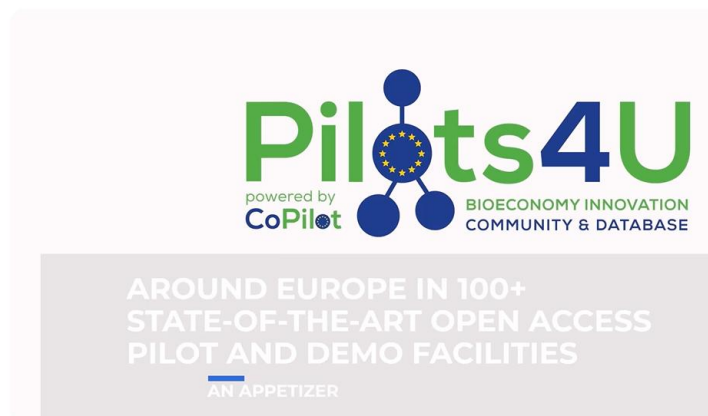 Pilots4U
powered by
CoPilot
BIOECONOMY INNOVATION
COMMUNITY & DATABASE
AROUND EUROPE IN 100+
STATE-OF-THE-ART OPEN ACCESS
PILOT AND DEMO FACILITIES
AN APPETIZER